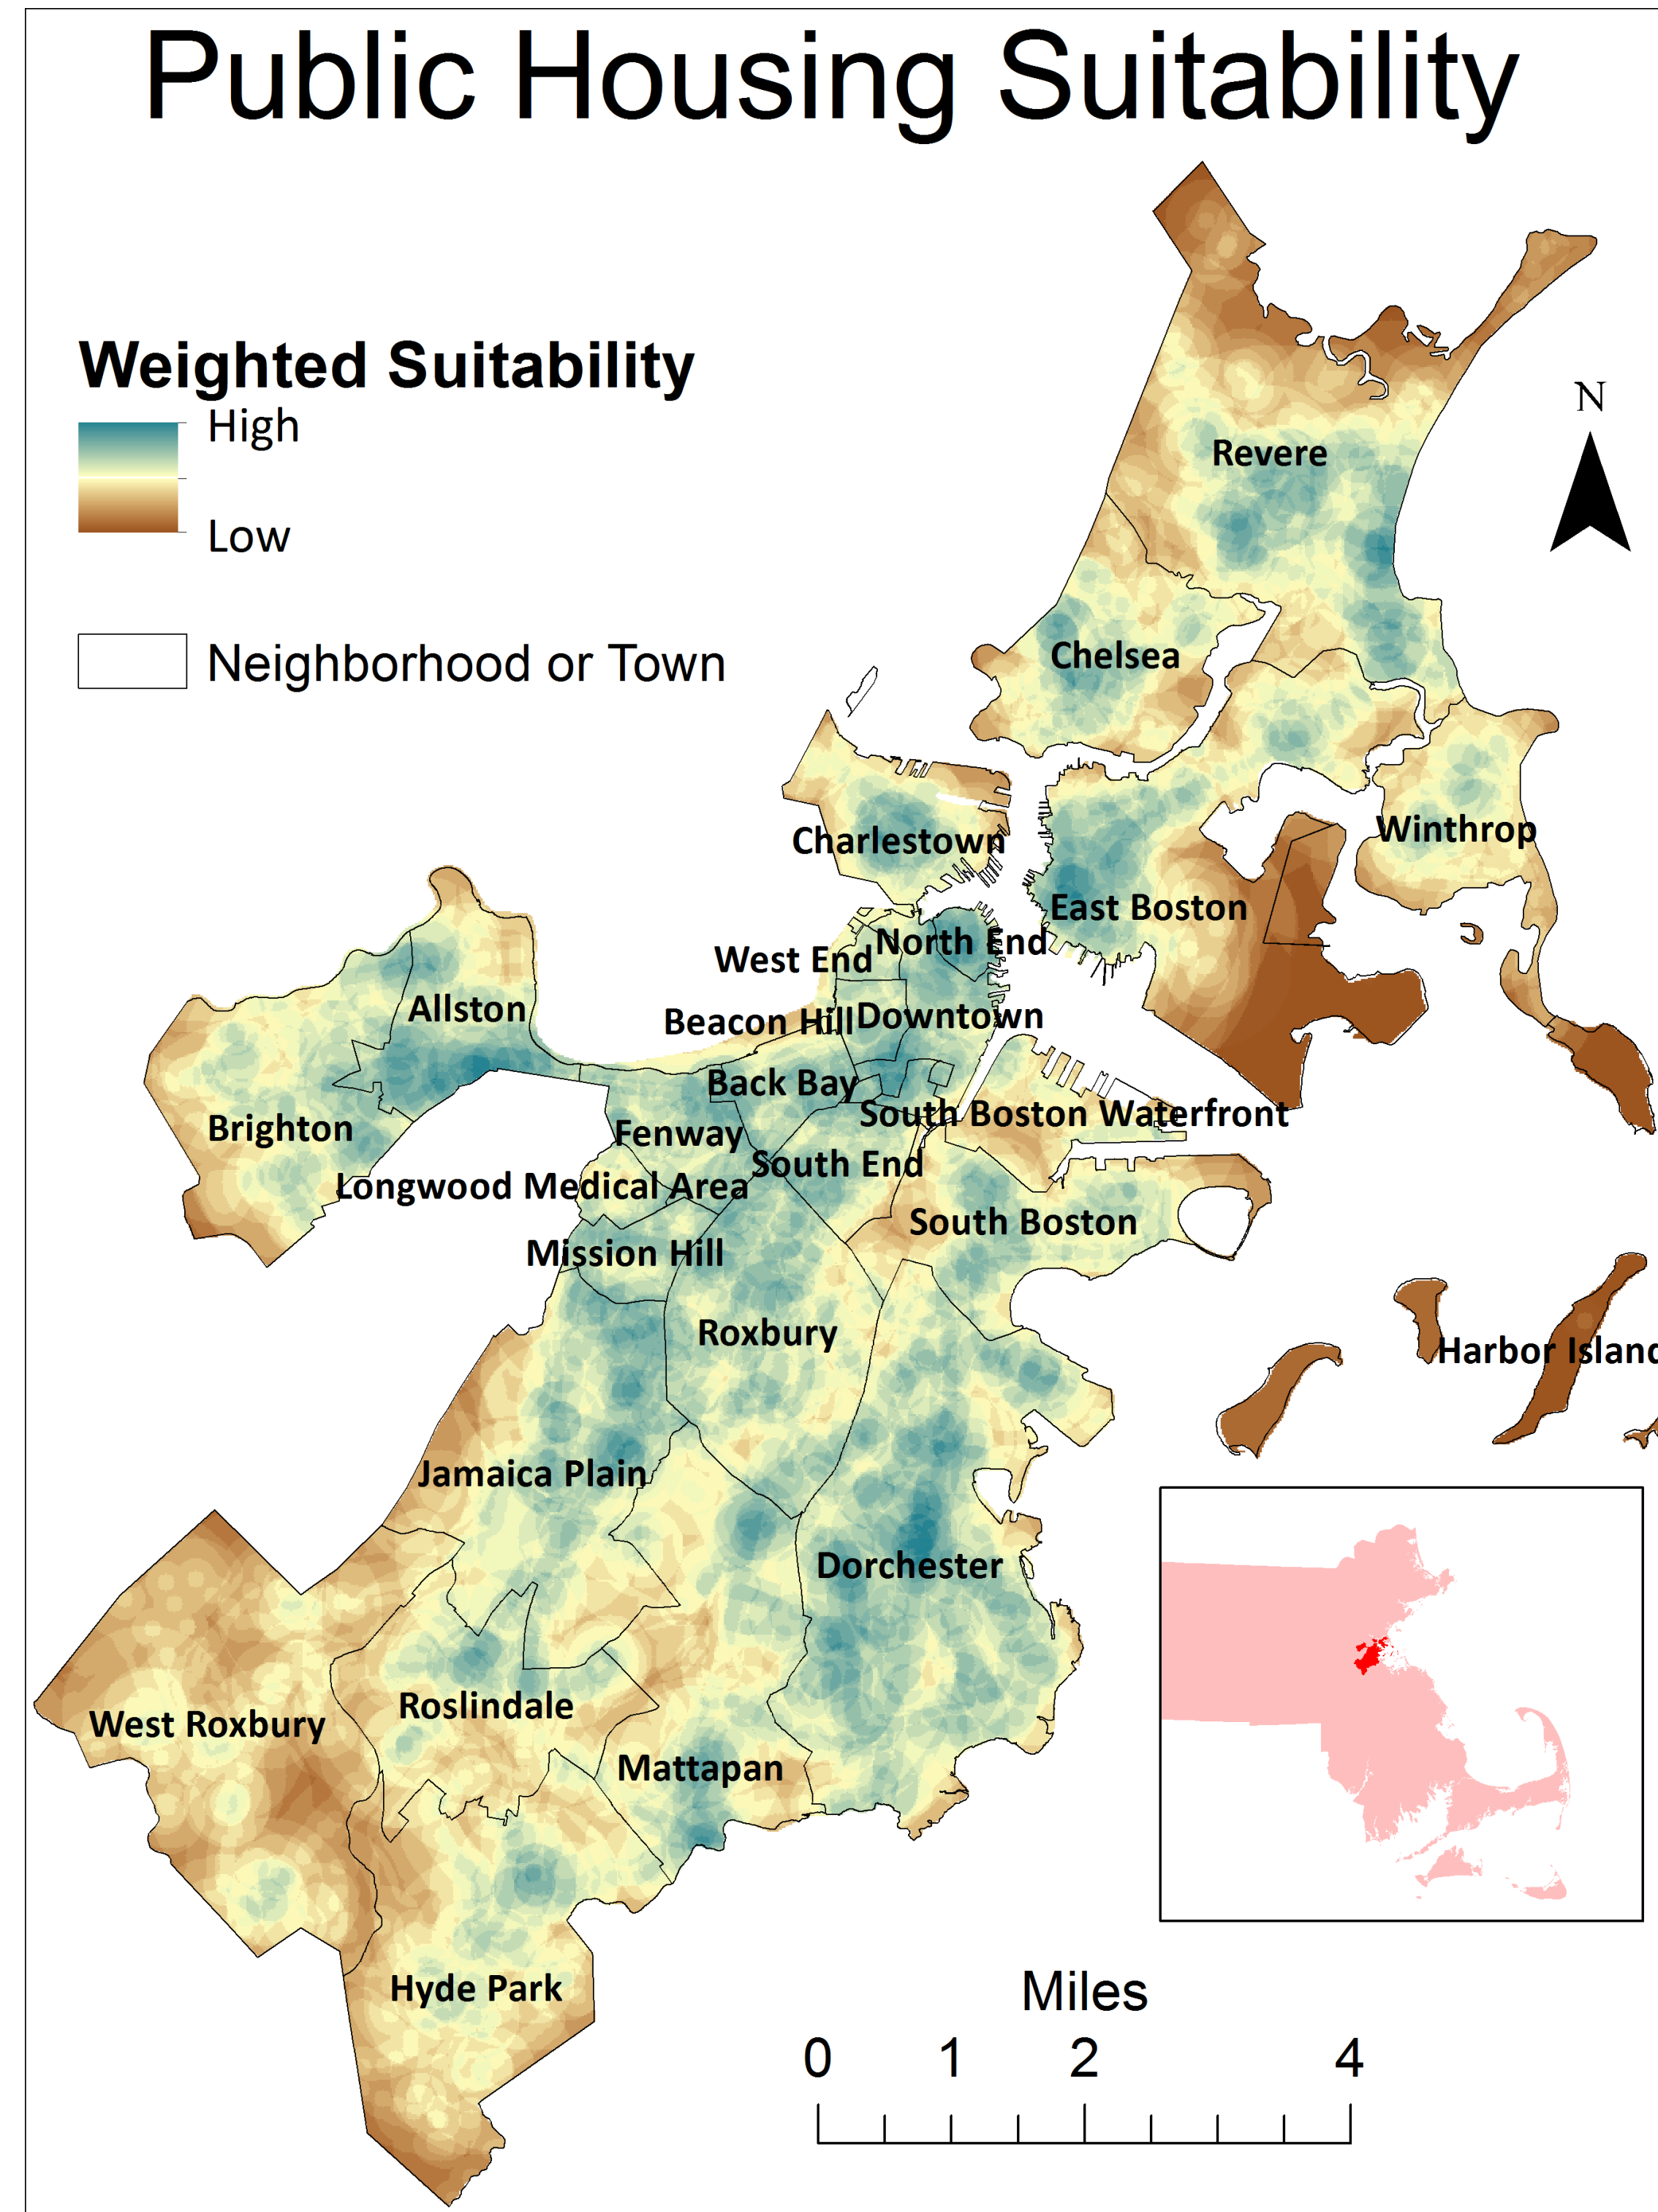 Public Housing Suitability
Weighted Suitability
High
Low
Neighborhood or Town
N
Revere
Chelsea
Charlestown
Winthrop
East Boston
North End
West End
Allston
Beacon Hill
Downtown
Back Bay
South Boston Waterfront
Brighton
Fenway
South End
Longwood Medical Area
South Boston
Mission Hill
Roxbury
Harbor Islanc
Jamaica Plain
Dorchester
Roslindale
West Roxbury
Mattapan
Hyde Park
Miles
0 1 2 4